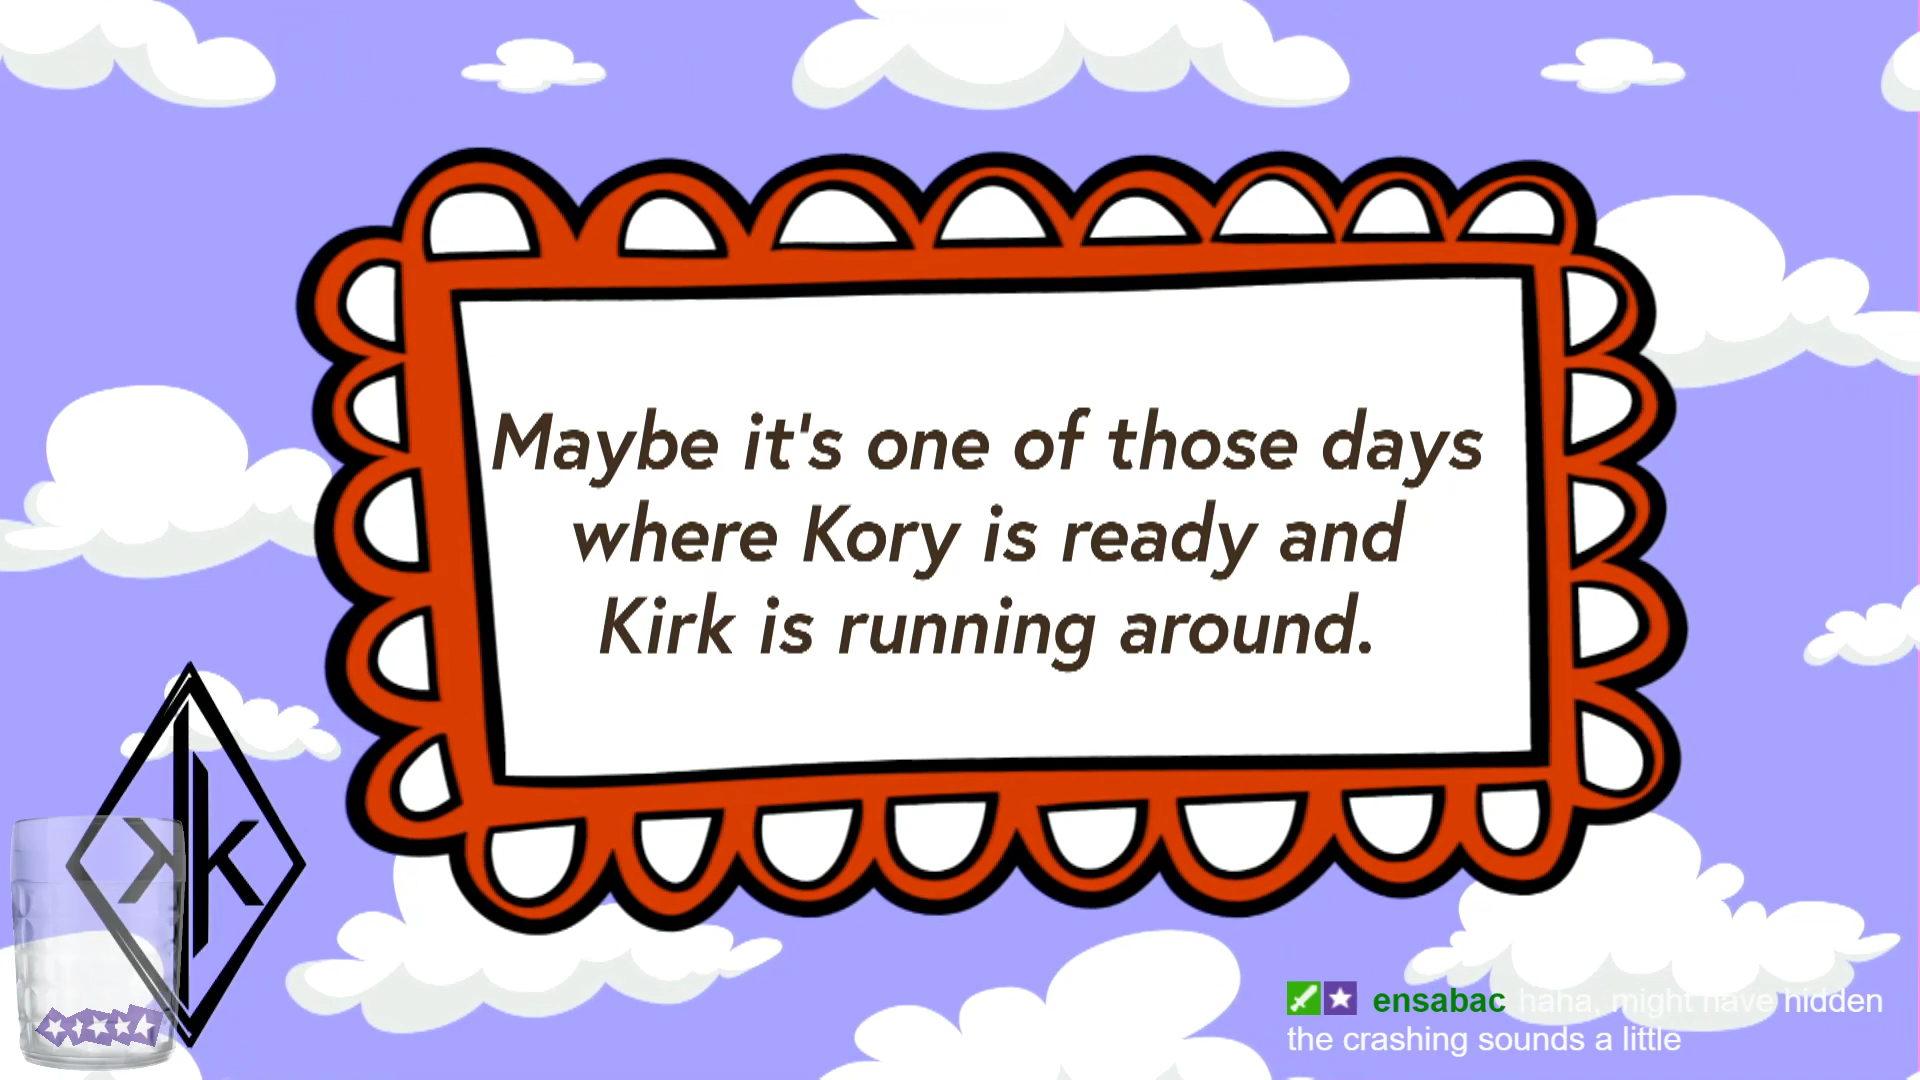 Maybe it's one of those days
where Kory is ready and
Kirk is running around.
kk
ensabac haha, might have hidden
the crashing sounds a little